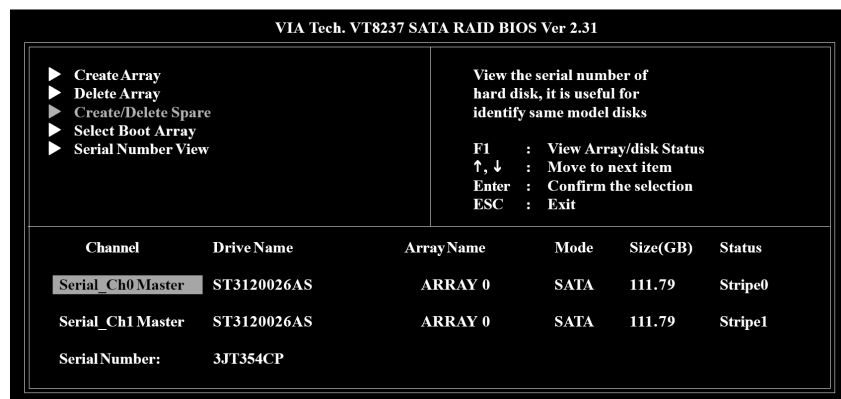 VIA Tech. VT8237 SATA RAID BIOS Ver 2.31
Create Array
Delete Array
Create/Delete Spare
Select Boot Array
Serial Number View
View the serial number of
hard disk, it is useful for
identify same model disks
F1 : View Array/disk Status
↑, ↓ : Move to next item
Enter : Confirm the selection
ESC : Exit
Channel Drive Name Array Name Mode Size(GB) Status
Serial_Ch0 Master ST3120026AS ARRAY 0 SATA 111.79 Stripe0
Serial_Ch1 Master ST3120026AS ARRAY 0 SATA 111.79 Stripe1
Serial Number: 3JT354CP